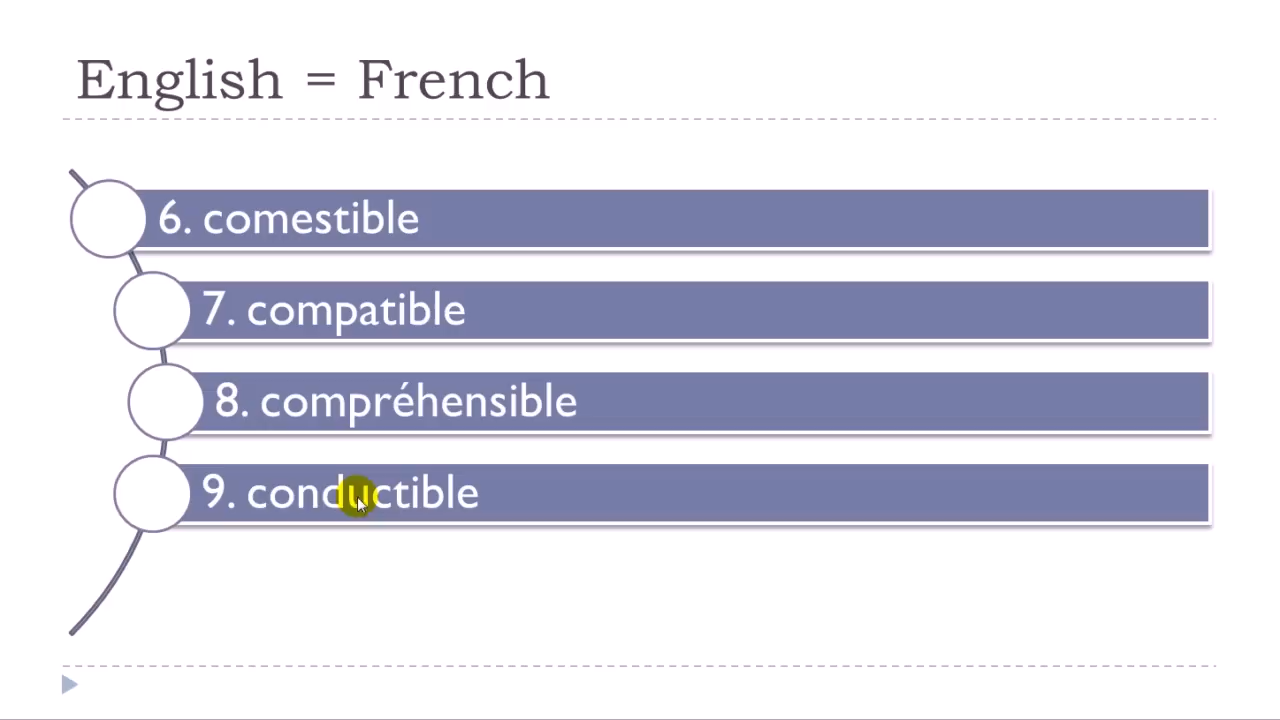 English = French
6. comestible
7. compatible
8. compréhensible
9. conductible